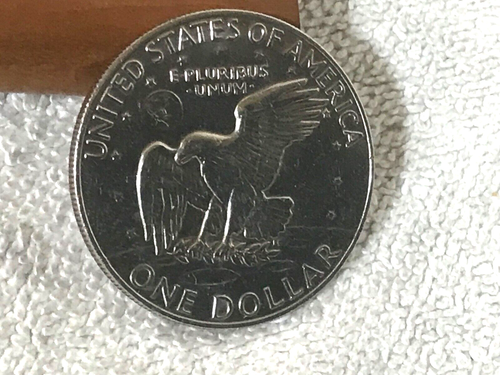 UNITED STATES OF AMERICA
E PLURIBUS
·UNUM·
ONE DOLLAR